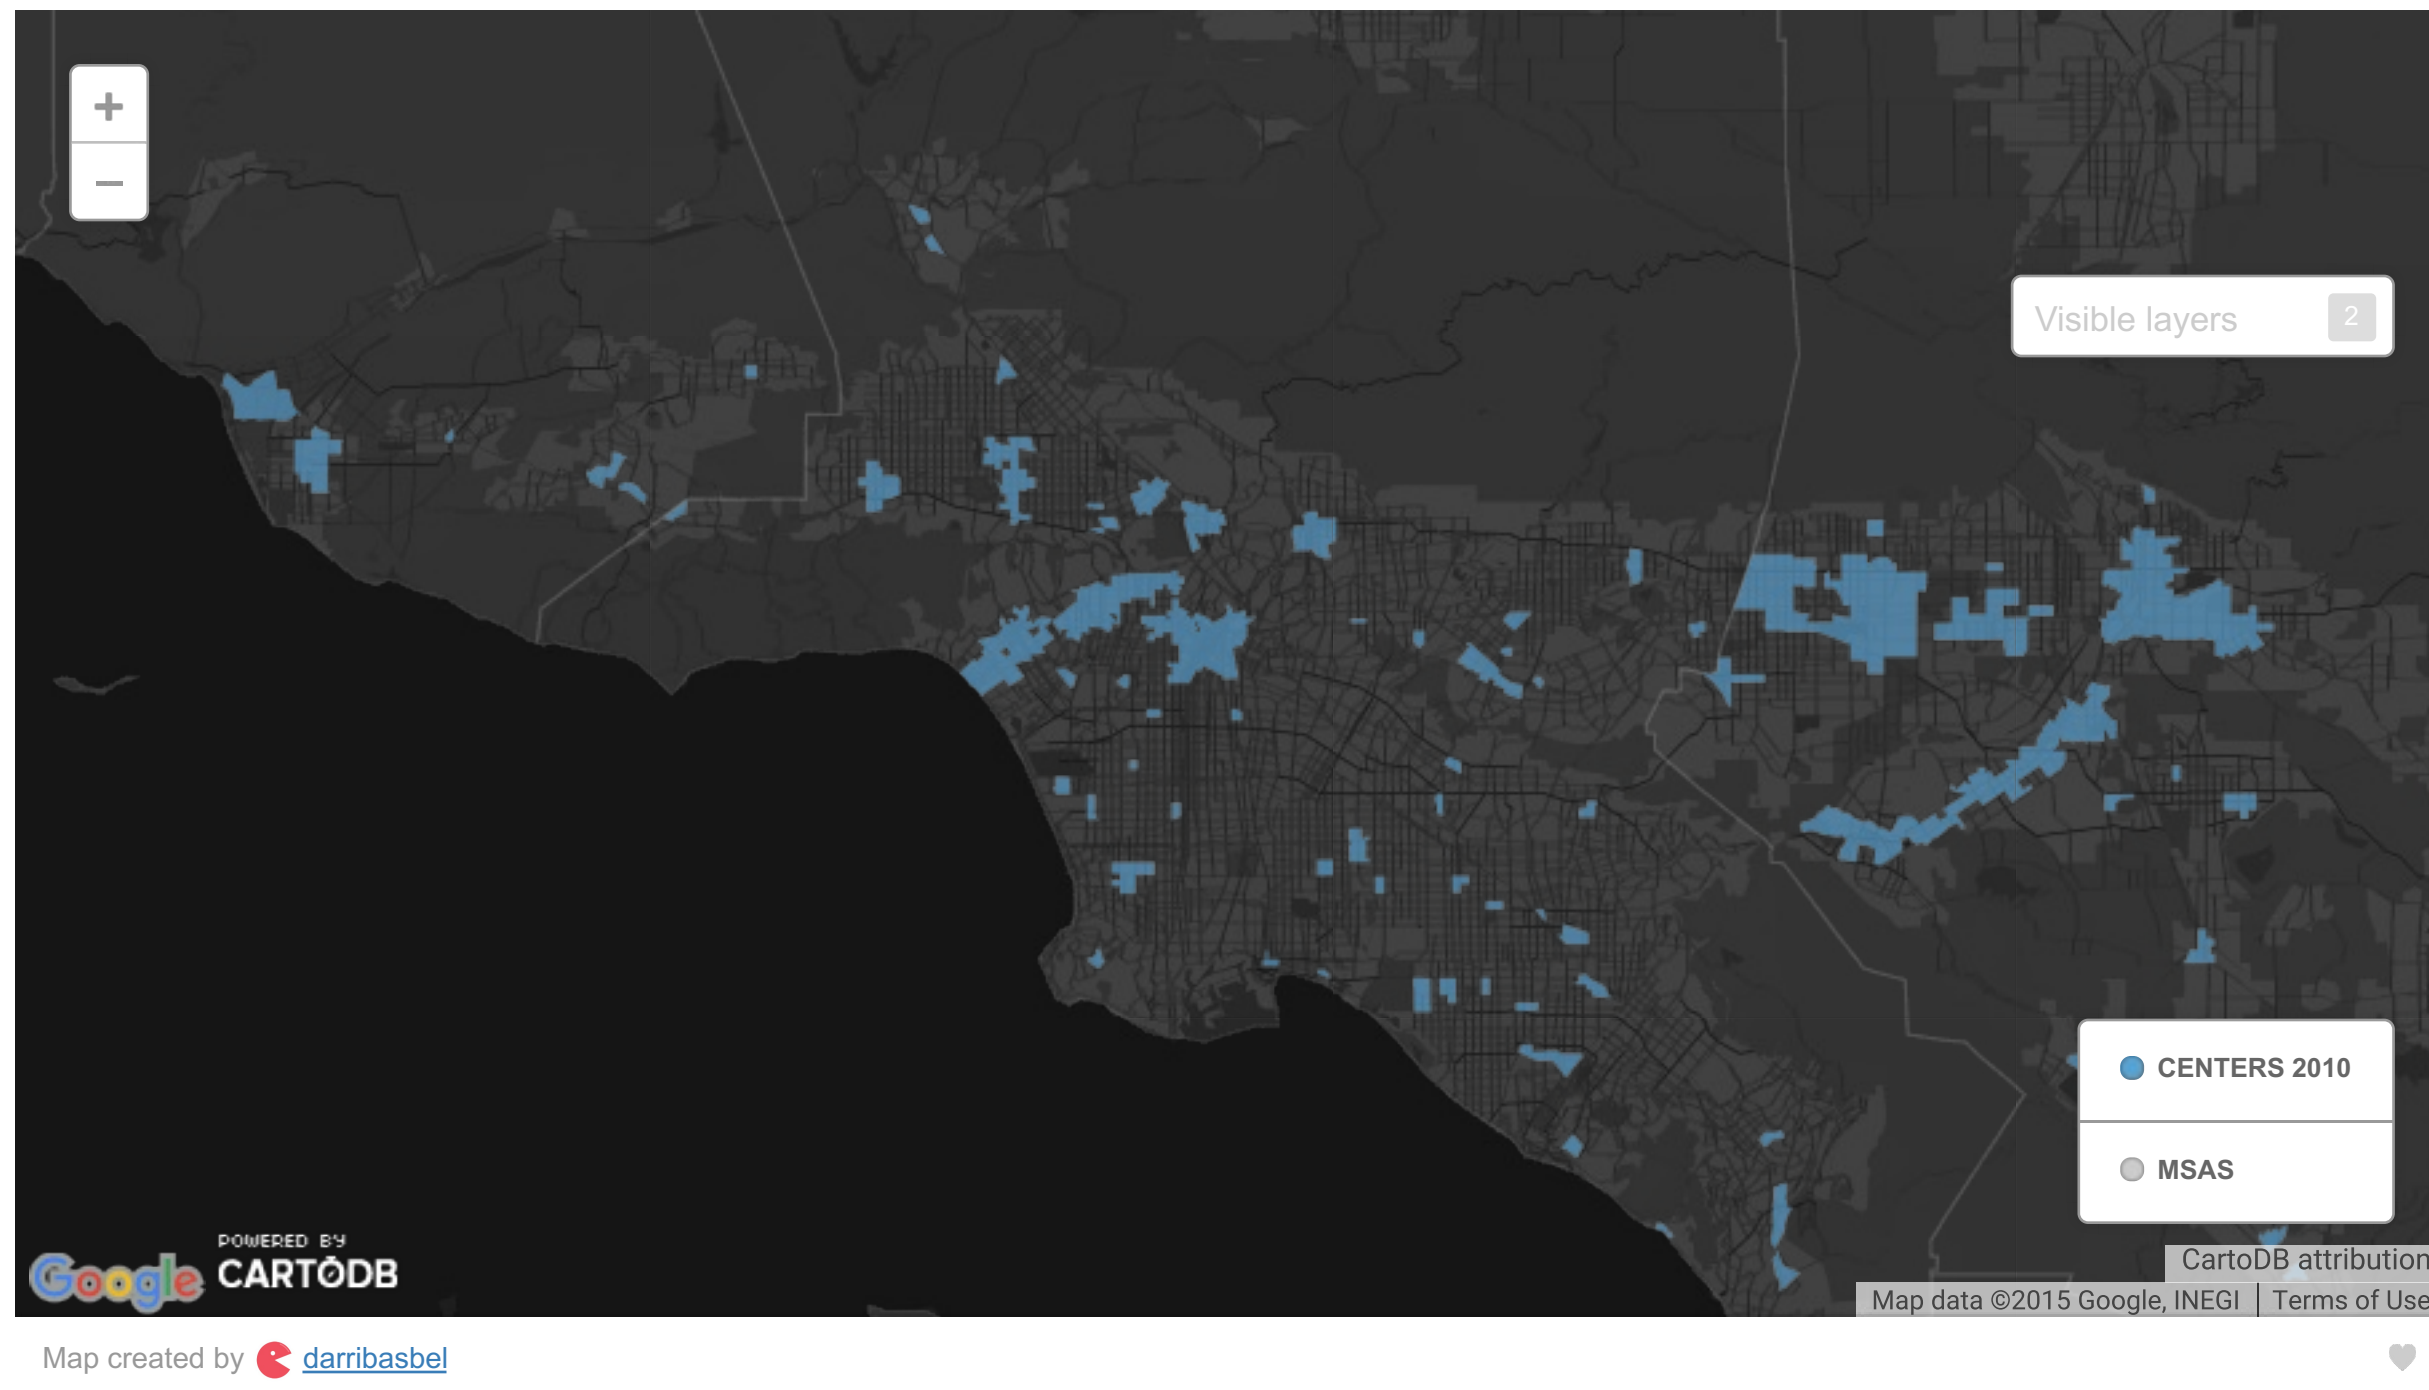 +
−
Visible layers 2
CENTERS 2010
MSAS
Google
POWERED BY
CARTODB
CartoDB attribution
Map data ©2015 Google, INEGI
Terms of Use
Map created by darribasbel